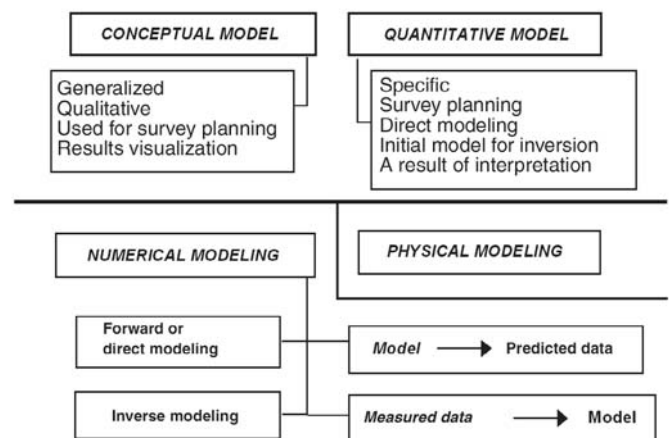 CONCEPTUAL MODEL
Generalized
Qualitative
Used for survey planning
Results visualization
QUANTITATIVE MODEL
Specific
Survey planning
Direct modeling
Initial model for inversion
A result of interpretation
NUMERICAL MODELING
PHYSICAL MODELING
Forward or
direct modeling
Model → Predicted data
Inverse modeling
Measured data → Model